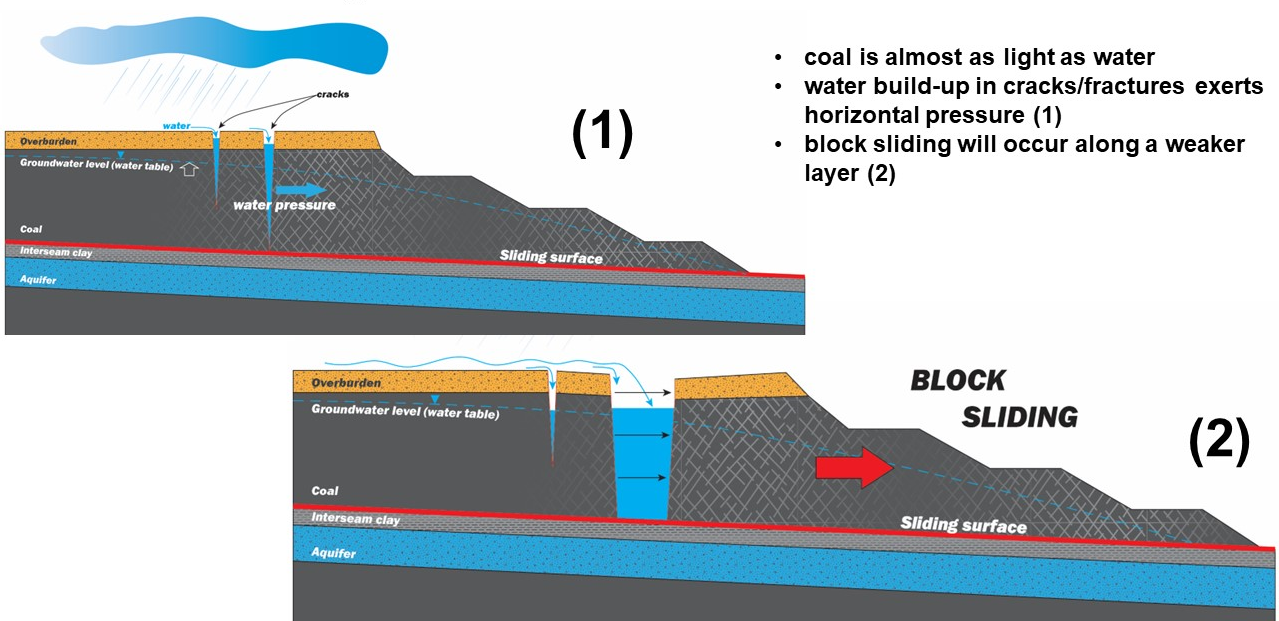 • coal is almost as light as water
• water build-up in cracks/fractures exerts
horizontal pressure (1)
• block sliding will occur along a weaker
layer (2)
cracks
(1)
water
Overburden
Groundwater level (water table)
water pressure
Coal
Interseam clay
Sliding surface
Aquifer
BLOCK
SLIDING
(2)
Overburden
Groundwater level (water table)
Coal
Interseam clay
Sliding surface
Aquifer